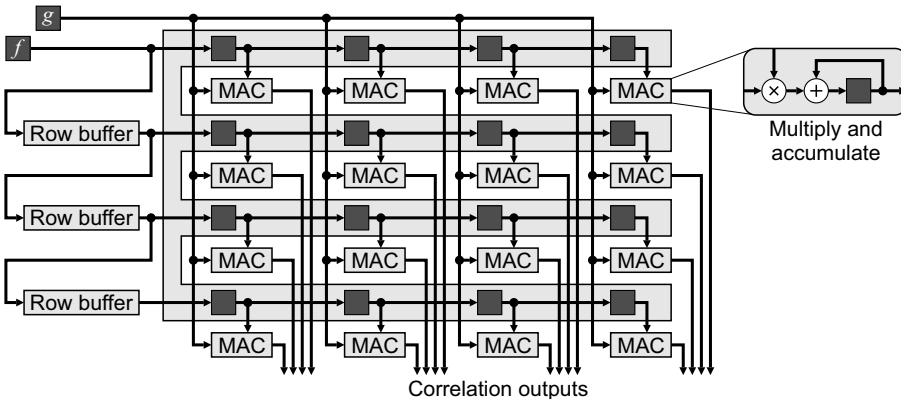 g
f
MAC MAC MAC MAC
×
+
Multiply and
accumulate
Row buffer
MAC MAC MAC MAC
Row buffer
MAC MAC MAC MAC
Row buffer
MAC MAC MAC MAC
Correlation outputs